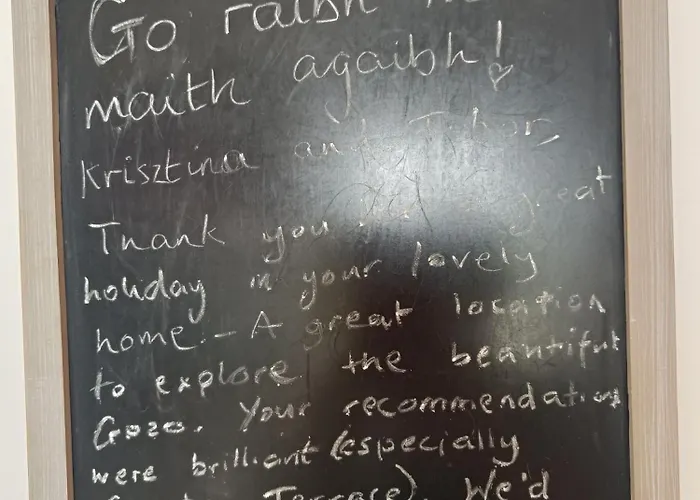 Go raibh
maith agaibh!
Krisztina and Tibor,
Thank you great
holiday in your lovely
home - A great location
to explore the beautiful
Gozo. Your recommendations
were brilliant (especially
Terrace). We'd